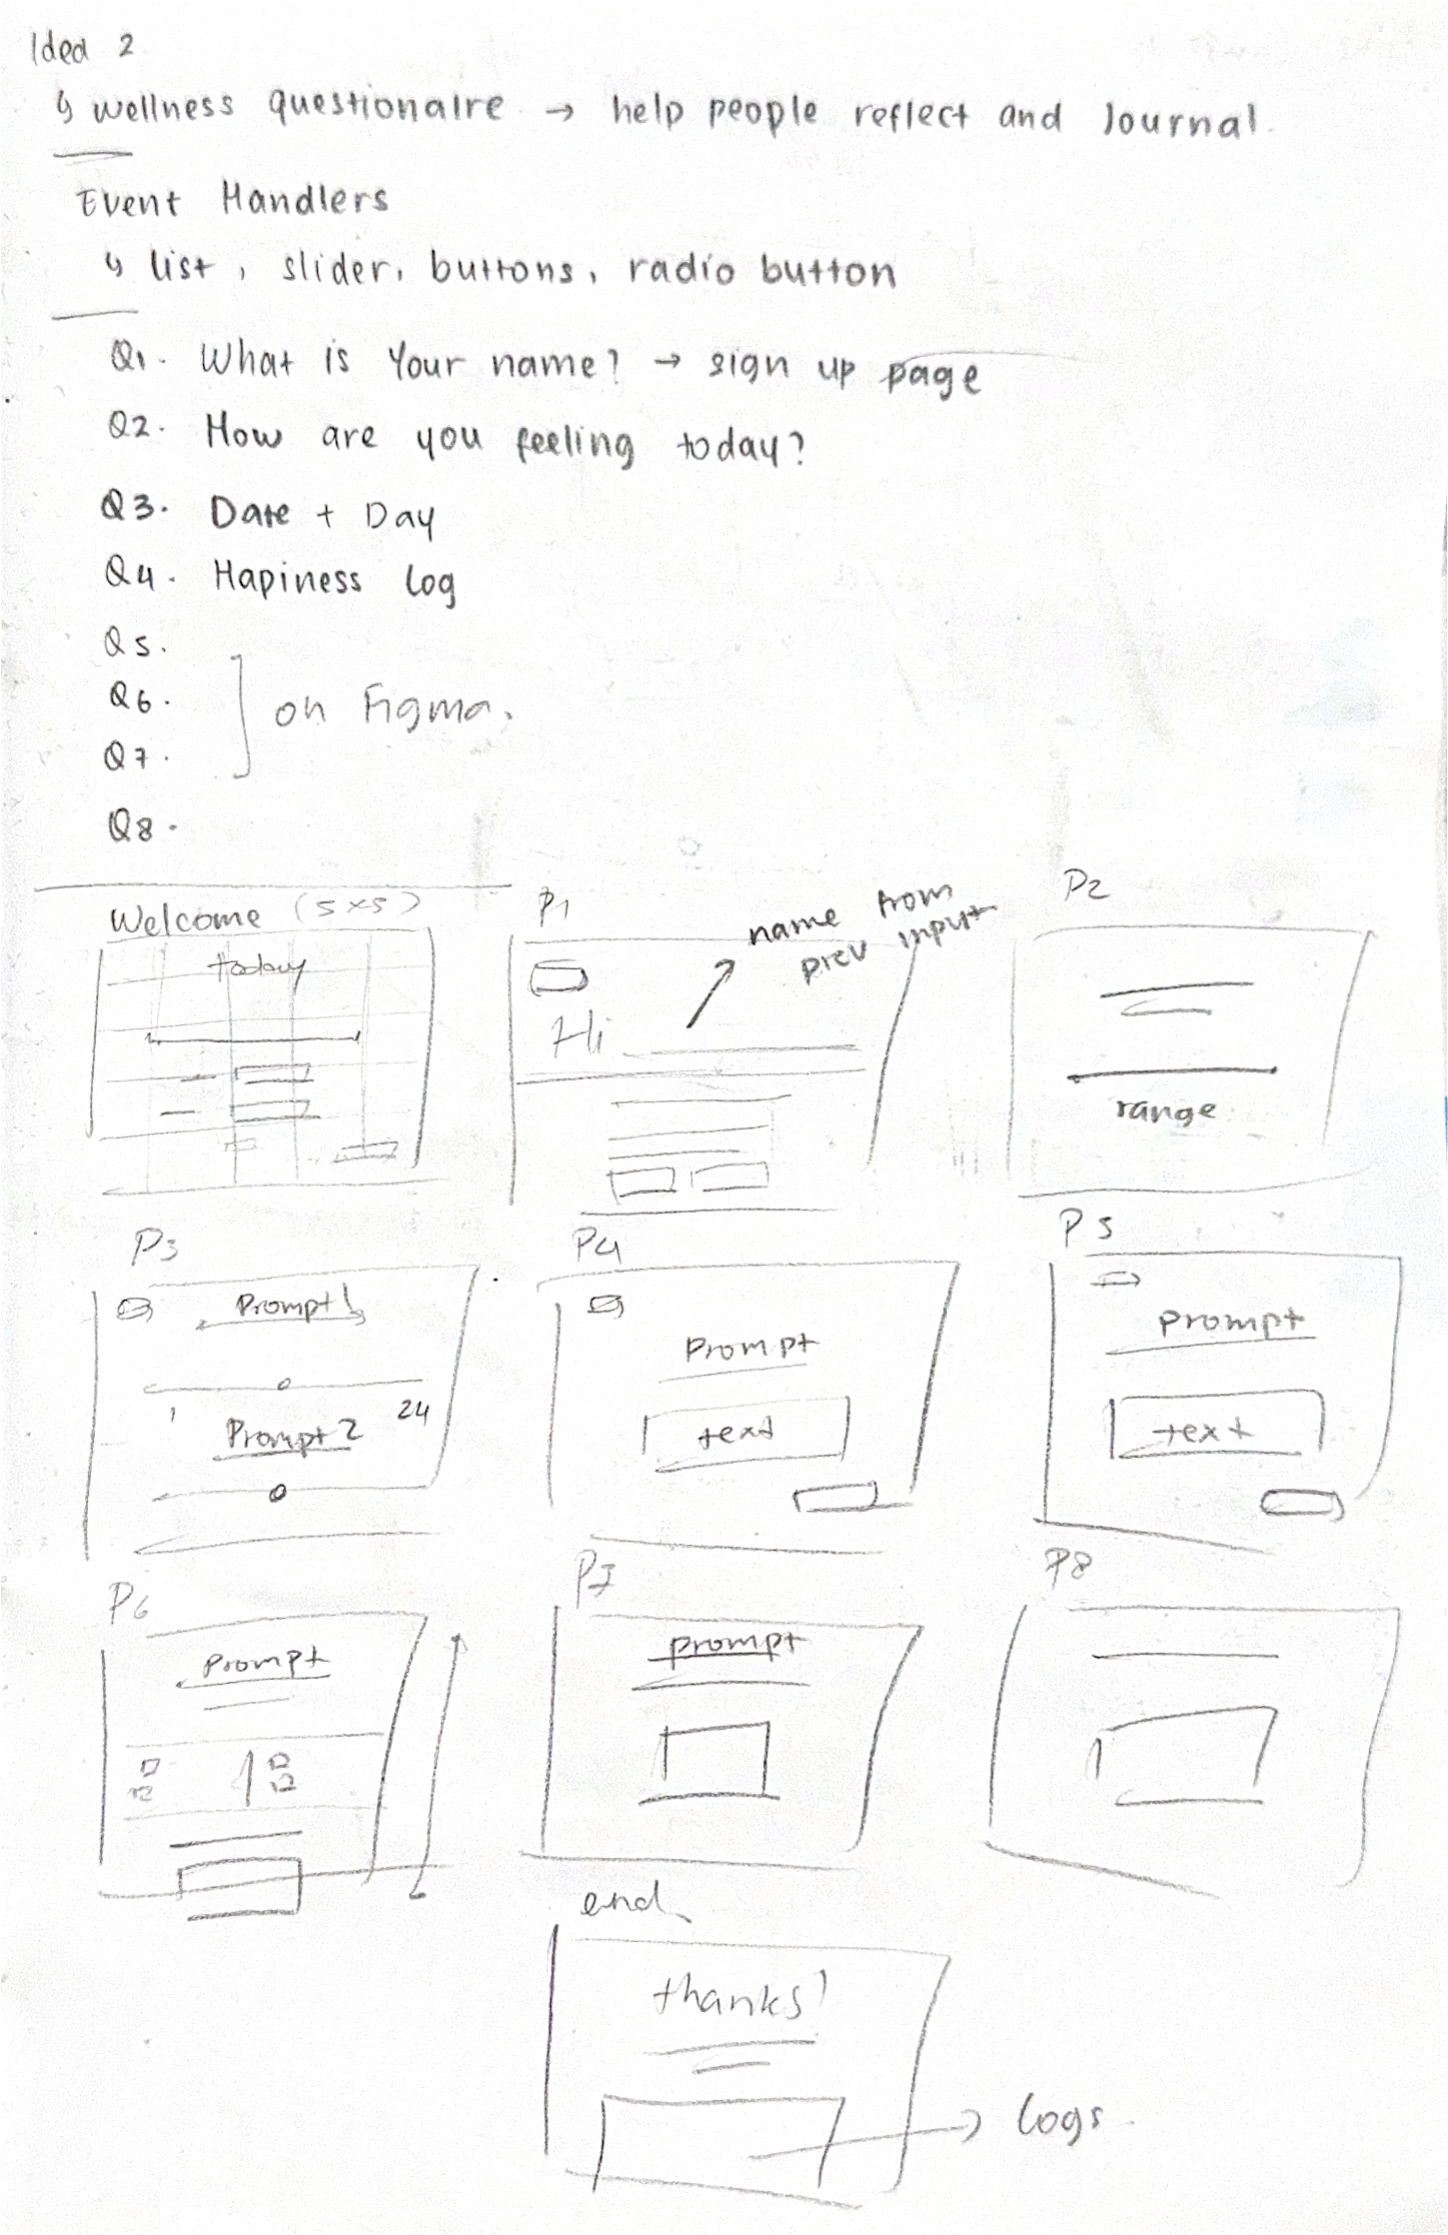 Idea 2
↳ wellness questionaire → help people reflect and Journal.
Event Handlers
↳ list, slider, buttons, radio button
Q1. What is Your name? → sign up page
Q2. How are you feeling today?
Q3. Date + Day
Q4. Hapiness log
Q5.
Q6.
on Figma.
Q7.
Q8.
Welcome (5x5)
today
P1
name from
prev input
Hi
P2
range
P3
Prompt 1
1
24
Prompt 2
P4
Prompt
text
P5
prompt
text
P6
Prompt
P7
prompt
P8
end
thanks!
logs.